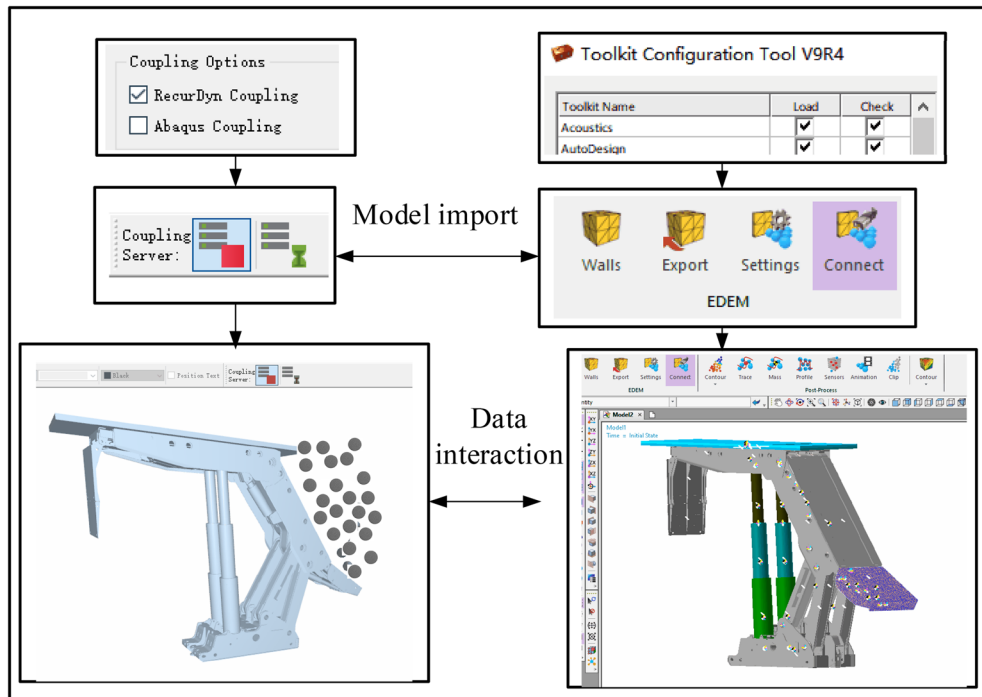 Coupling Options
RecurDyn Coupling
Abaqus Coupling
Toolkit Configuration Tool V9R4
Toolkit Name Load Check
Acoustics
AutoDesign
Model import
Coupling
Server:
Walls Export Settings Connect
EDEM
Black Position Text Coupling
Server:
Data
interaction
Walls Export Settings Connect Contour Trace Mass Profile Sensors Animation Clip Contour
EDEM Post-Process
Model2
Model1
Time = Initial State